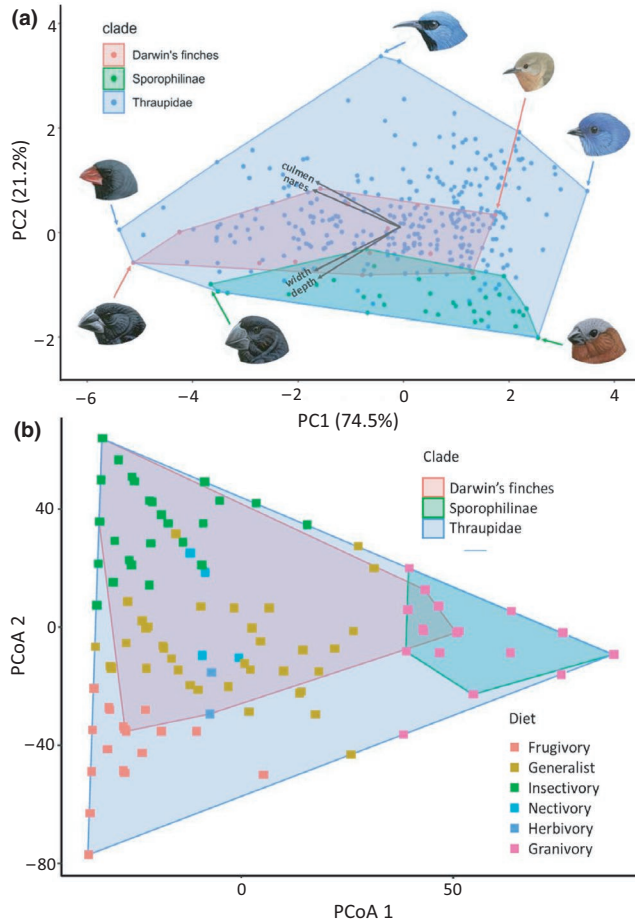 (a)
clade
Darwin's finches
Sporophilinae
Thraupidae
4
2
0
−2
PC2 (21.2%)
culmen
nares
width
depth
−6
−4
−2
0
2
4
PC1 (74.5%)
(b)
Clade
Darwin's finches
Sporophilinae
Thraupidae
40
0
−40
−80
PCoA 2
Diet
Frugivory
Generalist
Insectivory
Nectivory
Herbivory
Granivory
0
50
PCoA 1